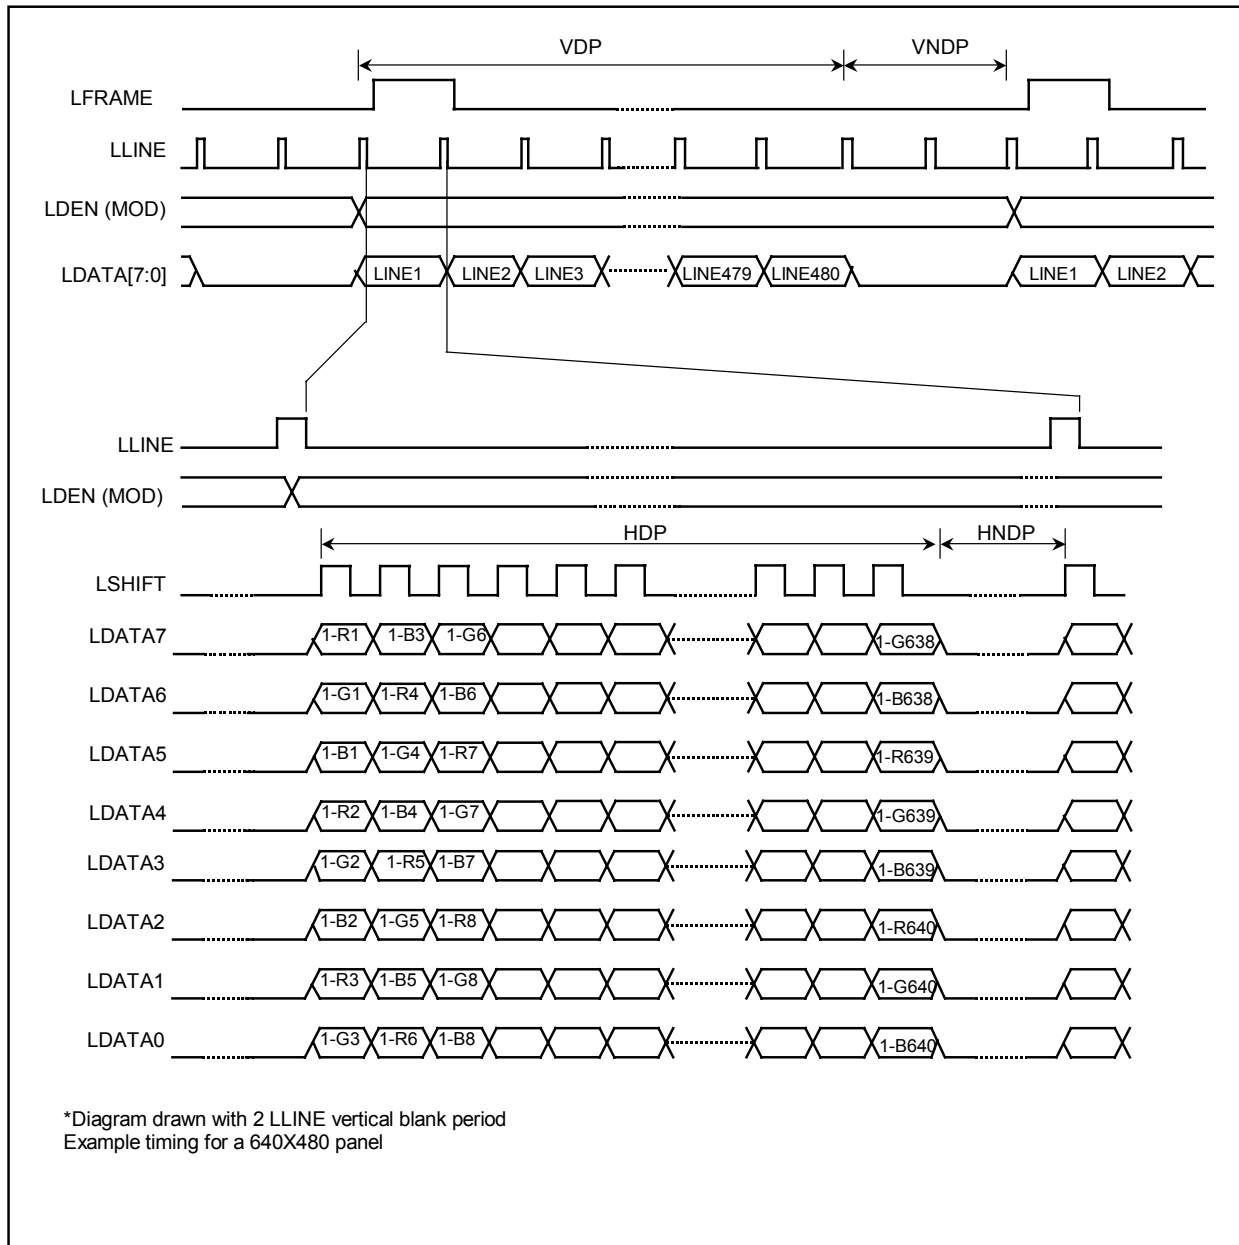 VDP VNDP
LFRAME
LLINE
LDEN (MOD)
LDATA[7:0] LINE1 LINE2 LINE3 LINE479 LINE480 LINE1 LINE2
LLINE
LDEN (MOD)
HDP HNDP
LSHIFT
LDATA7 1-R1 1-B3 1-G6 1-G638
LDATA6 1-G1 1-R4 1-B6 1-B638
LDATA5 1-B1 1-G4 1-R7 1-R639
LDATA4 1-R2 1-B4 1-G7 1-G639
LDATA3 1-G2 1-R5 1-B7 1-B639
LDATA2 1-B2 1-G5 1-R8 1-R640
LDATA1 1-R3 1-B5 1-G8 1-G640
LDATA0 1-G3 1-R6 1-B8 1-B640
*Diagram drawn with 2 LLINE vertical blank period
Example timing for a 640X480 panel